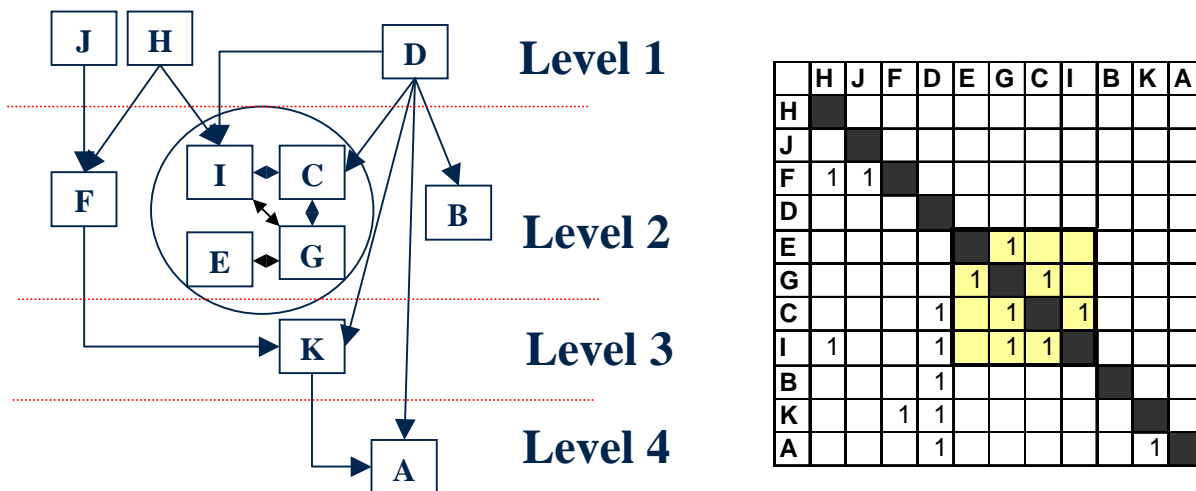 J H D Level 1
I C
F B Level 2
E G
K Level 3
A Level 4
H J F D E G C I B K A
H
J
F 1 1
D
E 1
G 1 1
C 1 1 1
I 1 1 1 1
B 1
K 1 1
A 1 1